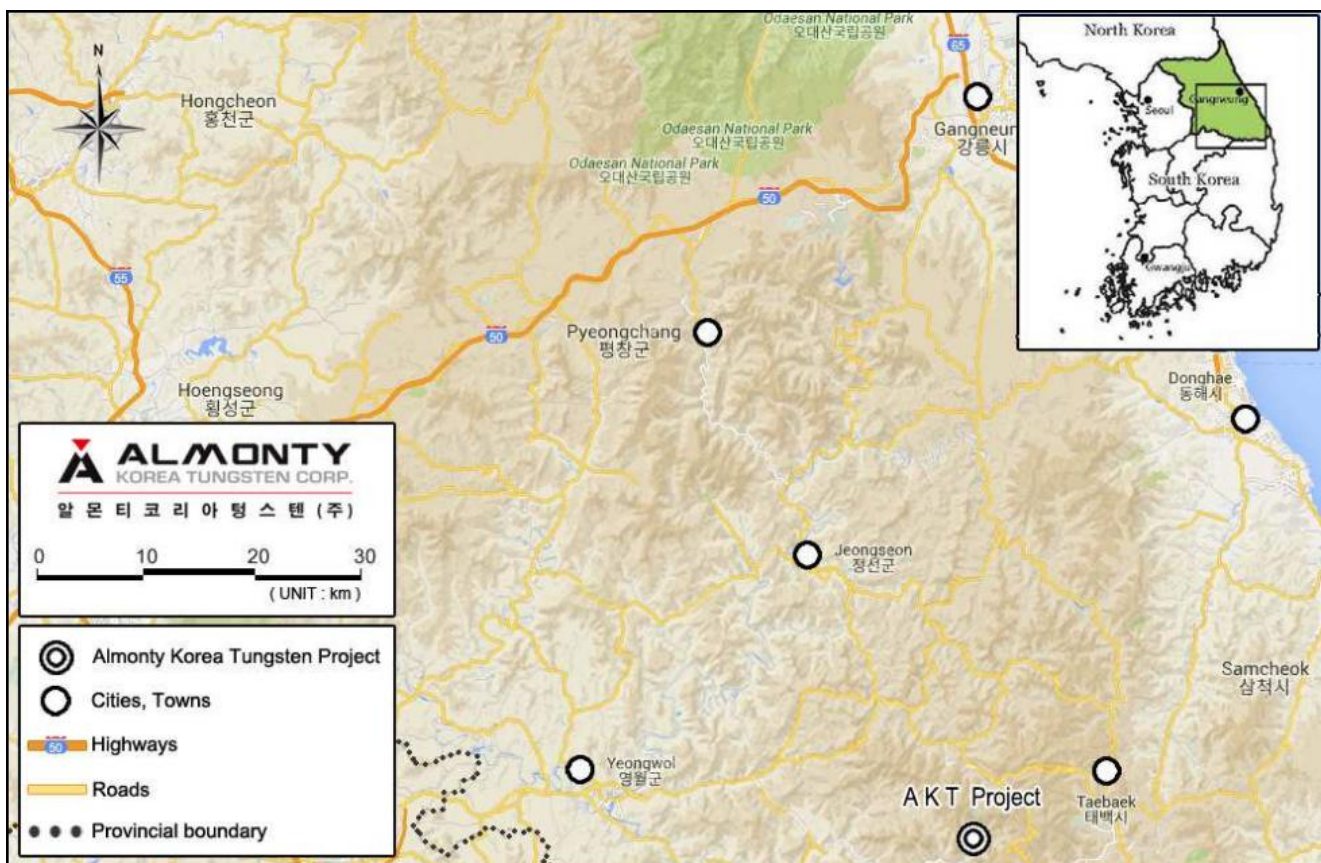 Odaesan National Park
오대산국립공원
65
N
Hongcheon
홍천군
Odaesan National Park
오대산국립공원
Gangneun
강릉시
Odaesan National Park
오대산국립공원
50
55
50
Pyeongchang
평창군
Hoengseong
횡성군
North Korea
Gangneung
Seoul
South Korea
Gwangju
Donghae
동해시
ALMONTY
KOREA TUNGSTEN CORP.
알몬티코리아텅스텐(주)
0 10 20 30
( UNIT : km )
Jeongseon
정선군
Almonty Korea Tungsten Project
Cities, Towns
50 Highways
Roads
Provincial boundary
Samcheok
삼척시
Yeongwol
영월군
AKT Project
Taebaek
태백시